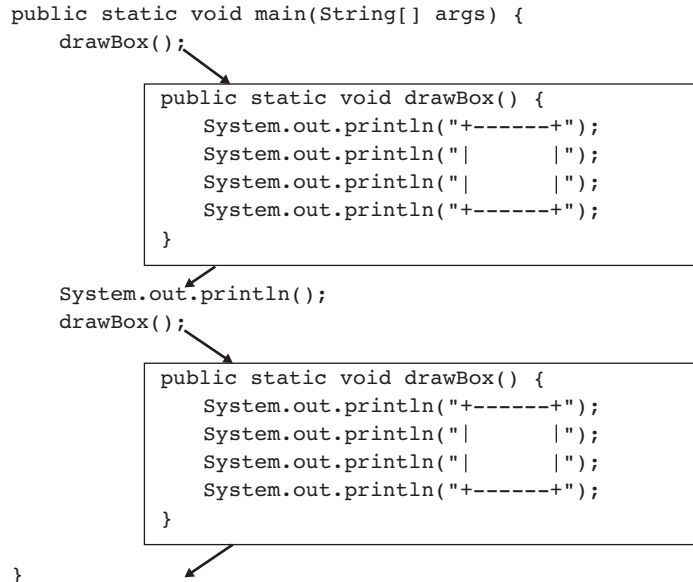 public static void main(String[] args) {
    drawBox();
public static void drawBox() {
    System.out.println("+------+");
    System.out.println("|      |");
    System.out.println("|      |");
    System.out.println("+------+");
}
    System.out.println();
    drawBox();
public static void drawBox() {
    System.out.println("+------+");
    System.out.println("|      |");
    System.out.println("|      |");
    System.out.println("+------+");
}
}